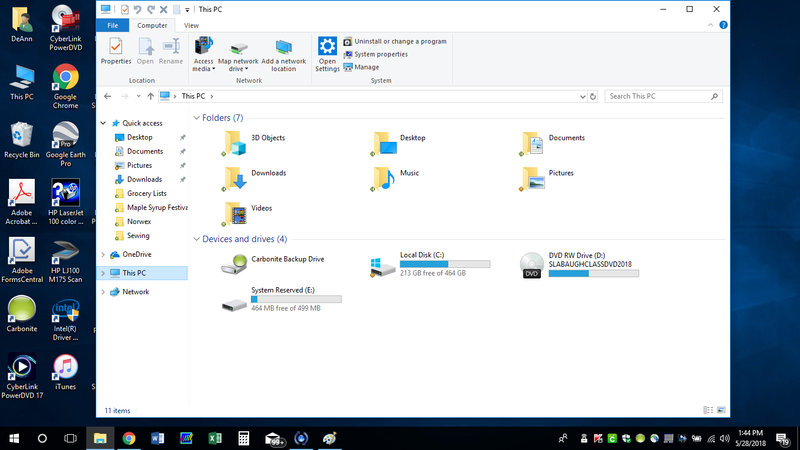 DeAnn
CyberLink
PowerDVD
This PC
Google
Chrome
Recycle Bin
Google Earth
Pro
Adobe
Acrobat ...
HP LaserJet
100 color ...
Adobe
FormsCentral
HP LJ100
M175 Scan
Carbonite
Intel(R)
Driver ...
CyberLink
PowerDVD 17
iTunes
This PC
File
Computer
View
Properties
Open
Rename
Location
Access
media
Map network
drive
Add a network
location
Network
Open
Settings
Uninstall or change a program
System properties
Manage
System
This PC
Search This PC
Quick access
Desktop
Documents
Pictures
Downloads
Grocery Lists
Maple Syrup Festiva
Norwex
Sewing
OneDrive
This PC
Network
Folders (7)
3D Objects
Desktop
Documents
Downloads
Music
Pictures
Videos
Devices and drives (4)
Carbonite Backup Drive
Local Disk (C:)
213 GB free of 464 GB
DVD RW Drive (D:)
SLABAUGHCLASSDVD2018
DVD
System Reserved (E:)
464 MB free of 499 MB
11 items
99+
1:44 PM
5/28/2018
19